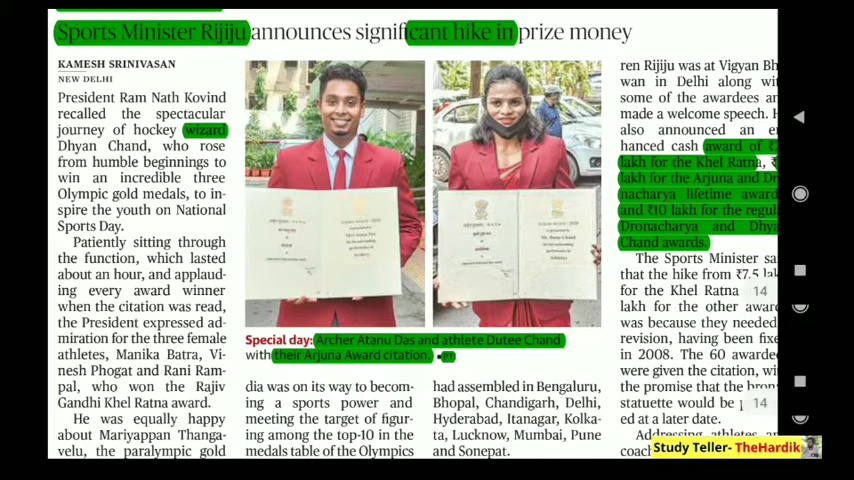 Sports Minister Rijiju announces significant hike in prize money
KAMESH SRINIVASAN
NEW DELHI
President Ram Nath Kovind
recalled the spectacular
journey of hockey wizard
Dhyan Chand, who rose
from humble beginnings to
win an incredible three
Olympic gold medals, to in-
spire the youth on National
Sports Day.
Patiently sitting through
the function, which lasted
about an hour, and applaud-
ing every award winner
when the citation was read,
the President expressed ad-
miration for the three female
athletes, Manika Batra, Vi-
nesh Phogat and Rani Ram-
pal, who won the Rajiv
Gandhi Khel Ratna award.
He was equally happy
about Mariyappan Thanga-
velu, the paralympic gold
Special day: Archer Atanu Das and athlete Dutee Chand
with their Arjuna Award citation. PTI
dia was on its way to becom-
ing a sports power and
meeting the target of figur-
ing among the top-10 in the
medals table of the Olympics
had assembled in Bengaluru,
Bhopal, Chandigarh, Delhi,
Hyderabad, Itanagar, Kolka-
ta, Lucknow, Mumbai, Pune
and Sonepat.
ren Rijiju was at Vigyan Bh
wan in Delhi along wit
some of the awardees an
made a welcome speech. H
also announced an en
hanced cash award of ₹2
lakh for the Khel Ratna, ₹
lakh for the Arjuna and Dr
nacharya lifetime award
and ₹10 lakh for the regul
Dronacharya and Dhya
Chand awards.
The Sports Minister sai
that the hike from ₹7.5 lak
for the Khel Ratna
lakh for the other award
was because they needed
revision, having been fixe
in 2008. The 60 awardee
were given the citation, wit
the promise that the bron
statuette would be
ed at a later date.
Addressing athletes an
coach
14
14
Study Teller- TheHardik